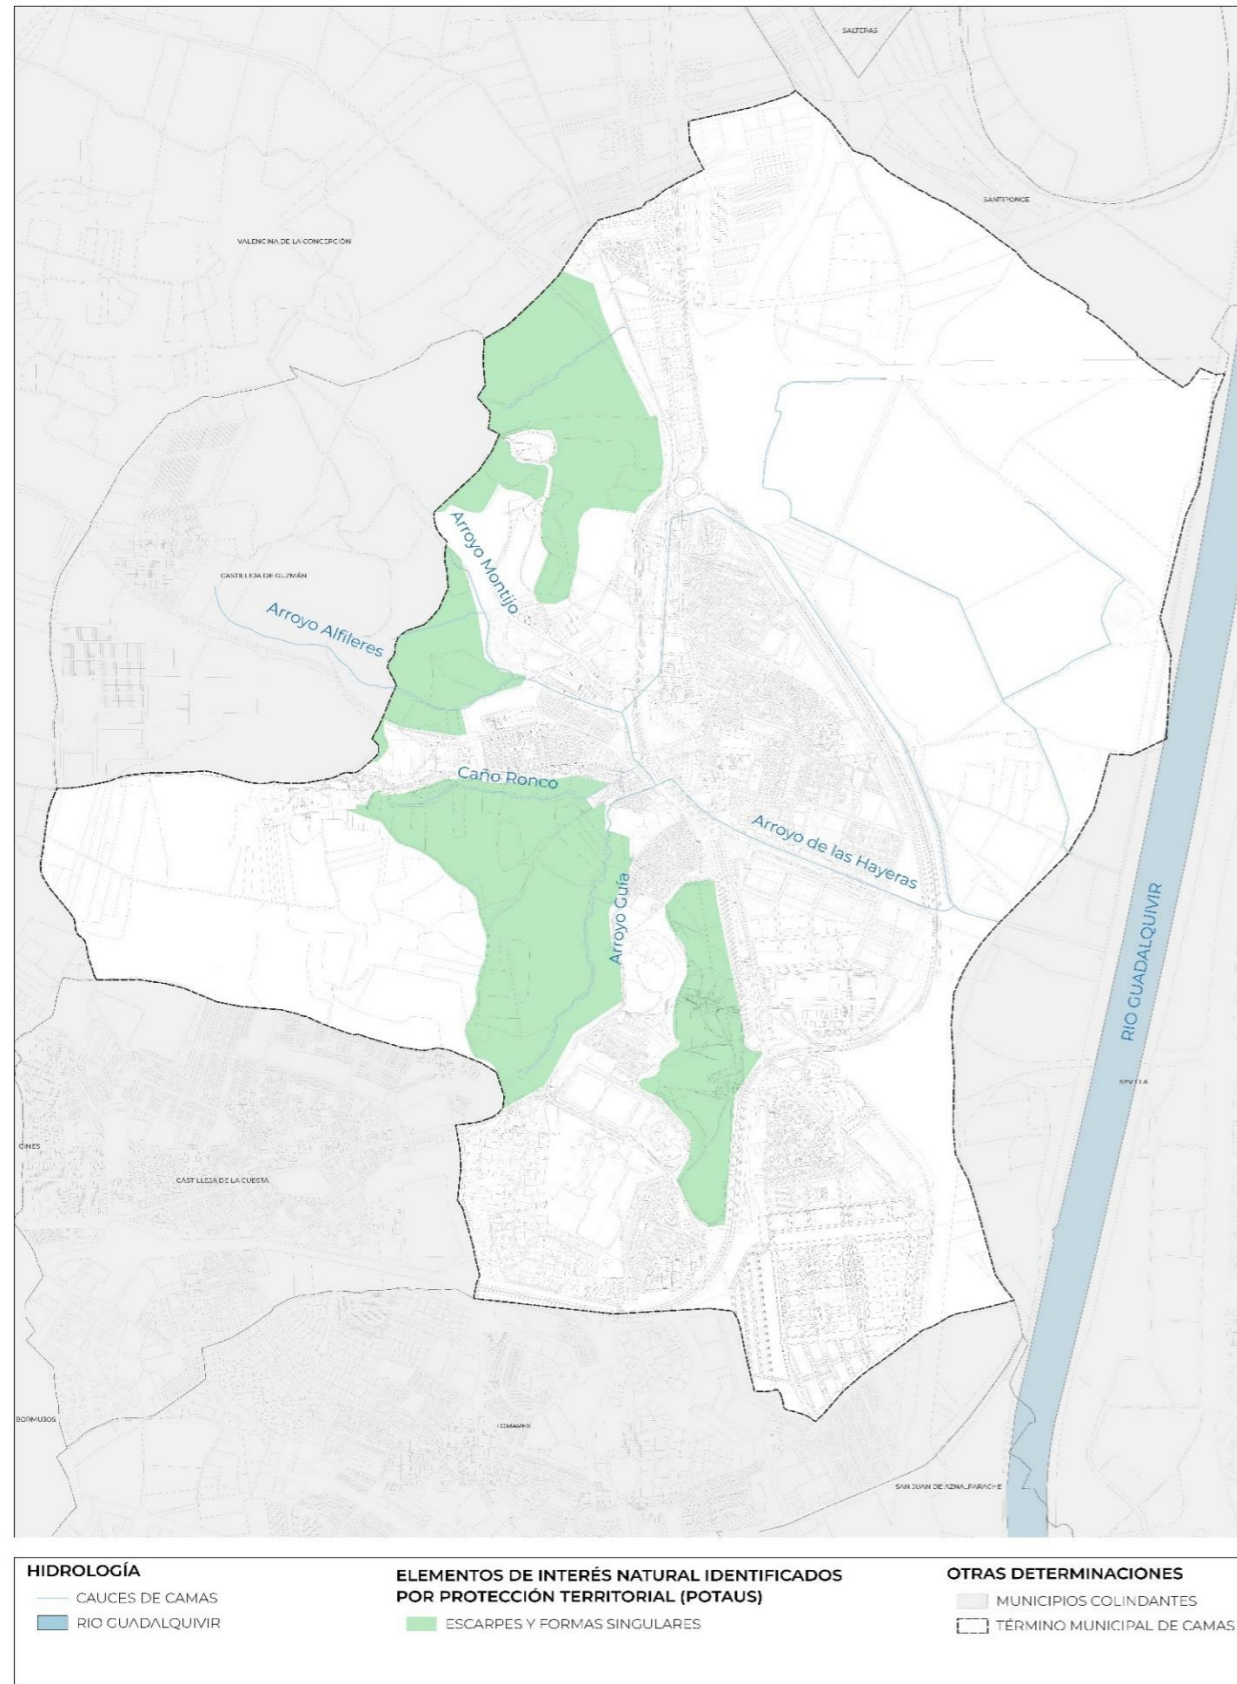 SALTERAS
SANTIPONCE
VALENCINA DE LA CONCEPCIÓN
Arroyo Montijo
CASTILLEJA DE GUZMÁN
Arroyo Alfileres
Caño Ronco
Arroyo de las Hayeras
Arroyo Guía
RIO GUADALQUIVIR
SEVILLA
GINES
CASTILLEJA DE LA CUESTA
BORMUJOS
TOMARES
SAN JUAN DE AZNALFARACHE
HIDROLOGÍA
CAUCES DE CAMAS
RIO GUADALQUIVIR
ELEMENTOS DE INTERÉS NATURAL IDENTIFICADOS
POR PROTECCIÓN TERRITORIAL (POTAUS)
ESCARPES Y FORMAS SINGULARES
OTRAS DETERMINACIONES
MUNICIPIOS COLINDANTES
TÉRMINO MUNICIPAL DE CAMAS